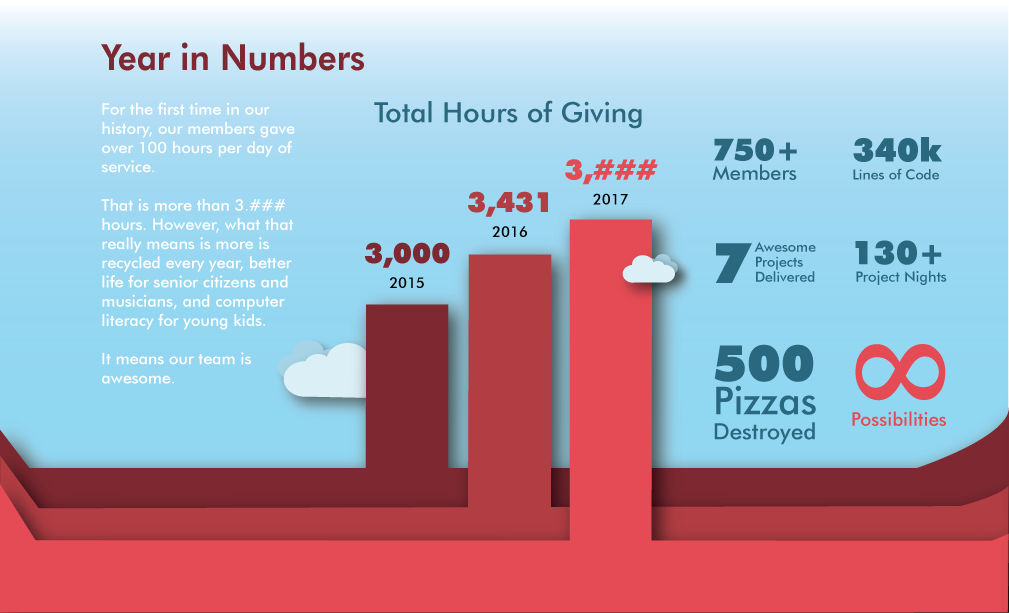 Year in Numbers
For the first time in our
history, our members gave
over 100 hours per day of
service.
That is more than 3.###
hours. However, what that
really means is more is
recycled every year, better
life for senior citizens and
musicians, and computer
literacy for young kids.
It means our team is
awesome.
Total Hours of Giving
3,000
2015
3,431
2016
3,###
2017
750+
Members
340k
Lines of Code
7
Awesome
Projects
Delivered
130+
Project Nights
500
Pizzas
Destroyed
∞
Possibilities